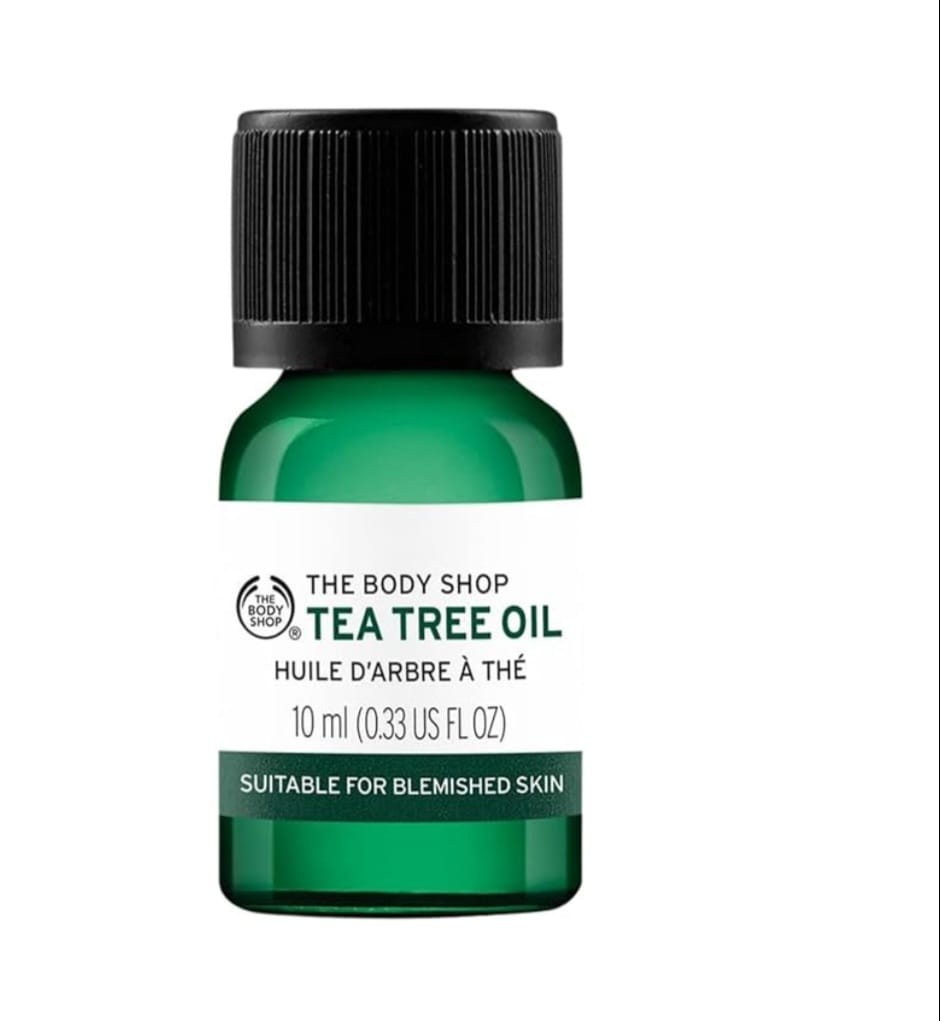 THE
BODY
SHOP
®
THE BODY SHOP
TEA TREE OIL
HUILE D'ARBRE À THÉ
10 ml (0.33 US FL OZ)
SUITABLE FOR BLEMISHED SKIN